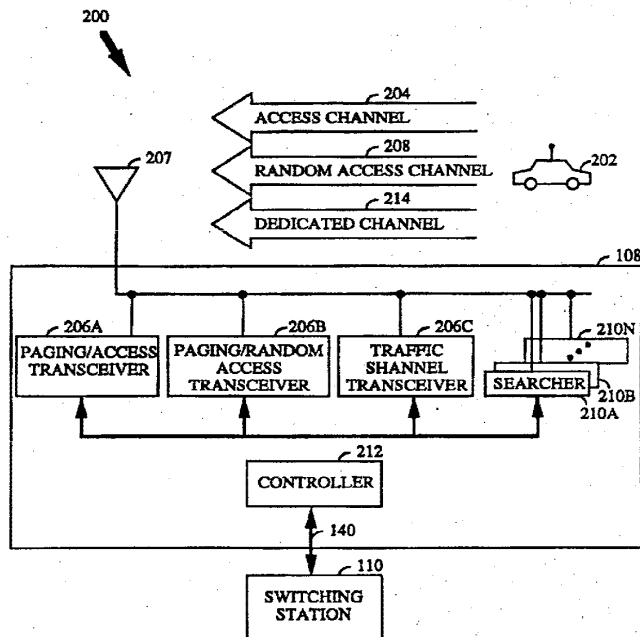 200
204
ACCESS CHANNEL
207
208
RANDOM ACCESS CHANNEL
202
214
DEDICATED CHANNEL
108
206A
PAGING/ACCESS
TRANSCEIVER
206B
PAGING/RANDOM
ACCESS
TRANSCEIVER
206C
TRAFFIC
CHANNEL
TRANSCEIVER
210N
SEARCHER
210B
210A
212
CONTROLLER
140
110
SWITCHING
STATION